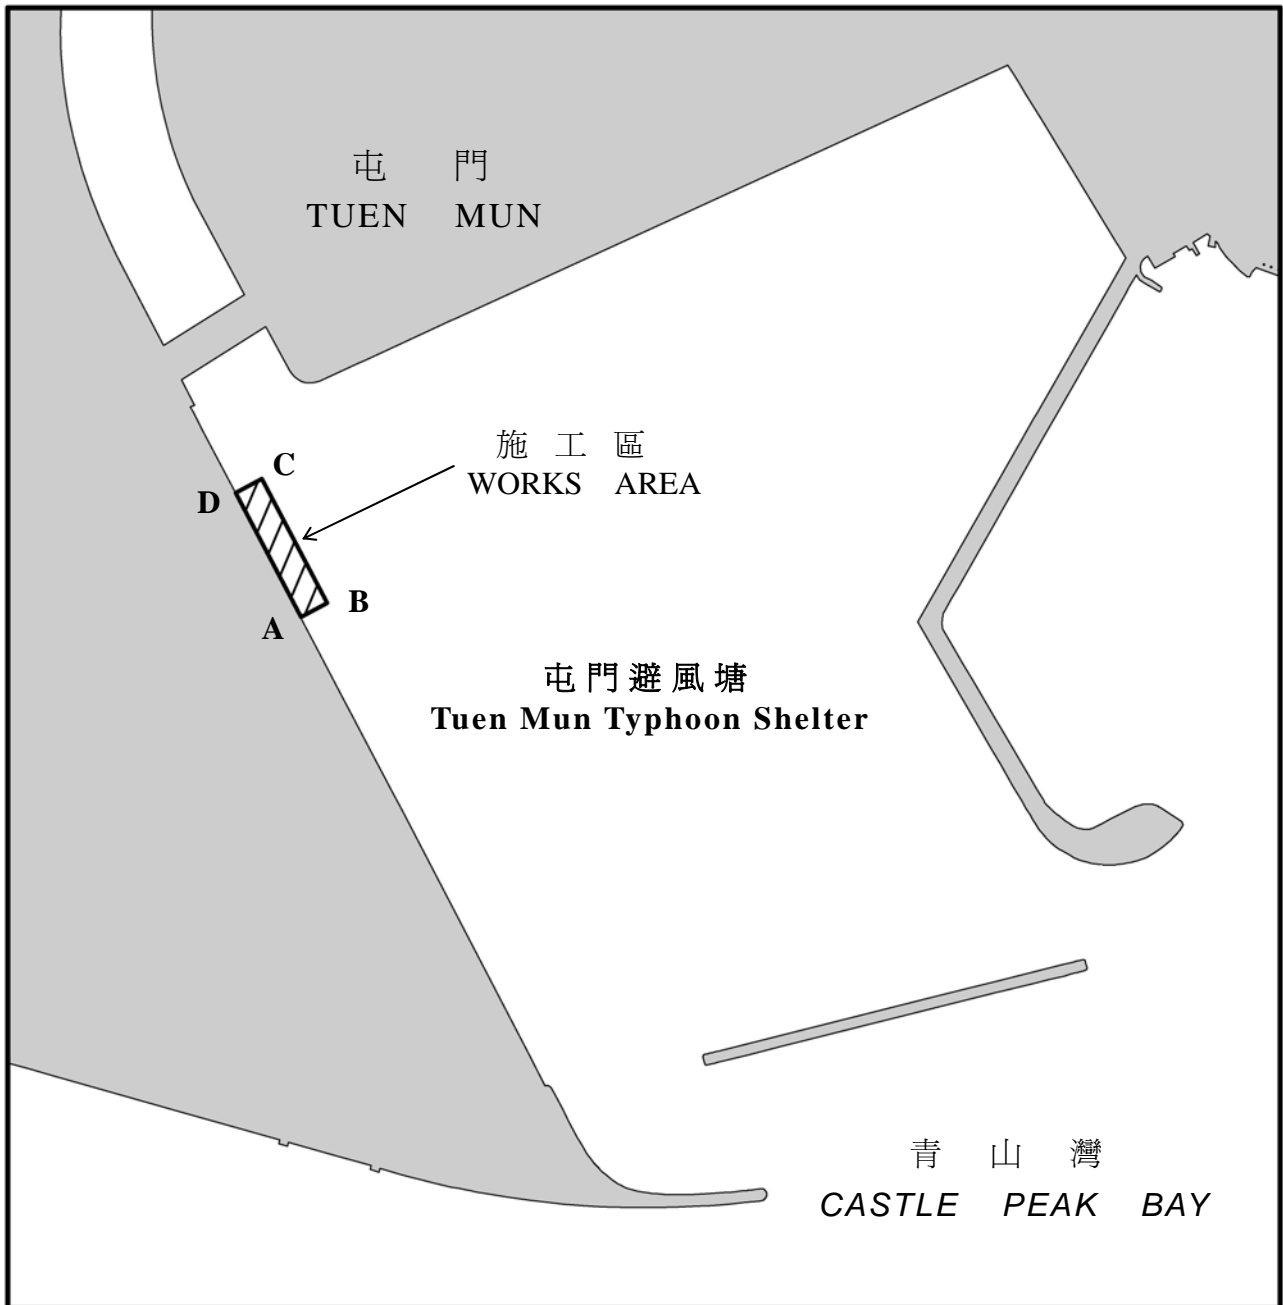 屯 門
TUEN MUN
施 工 區
WORKS AREA
C
D
B
A
屯門避風塘
Tuen Mun Typhoon Shelter
青 山 灣
CASTLE PEAK BAY